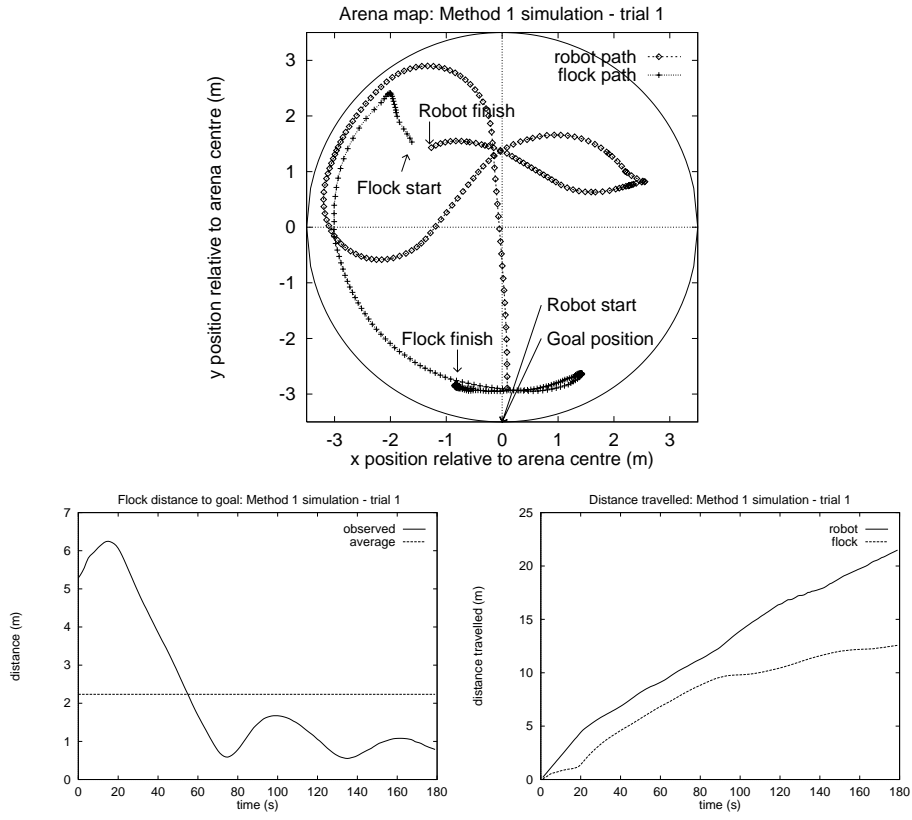 Arena map: Method 1 simulation - trial 1
y position relative to arena centre (m)
3
2
1
0
-1
-2
-3
robot path
flock path
Robot finish
Flock start
Robot start
Flock finish
Goal position
-3 -2 -1 0 1 2 3
x position relative to arena centre (m)
Flock distance to goal: Method 1 simulation - trial 1
distance (m)
7
6
5
4
3
2
1
0
observed
average
0 20 40 60 80 100 120 140 160 180
time (s)
Distance travelled: Method 1 simulation - trial 1
distance travelled (m)
25
20
15
10
5
0
robot
flock
0 20 40 60 80 100 120 140 160 180
time (s)